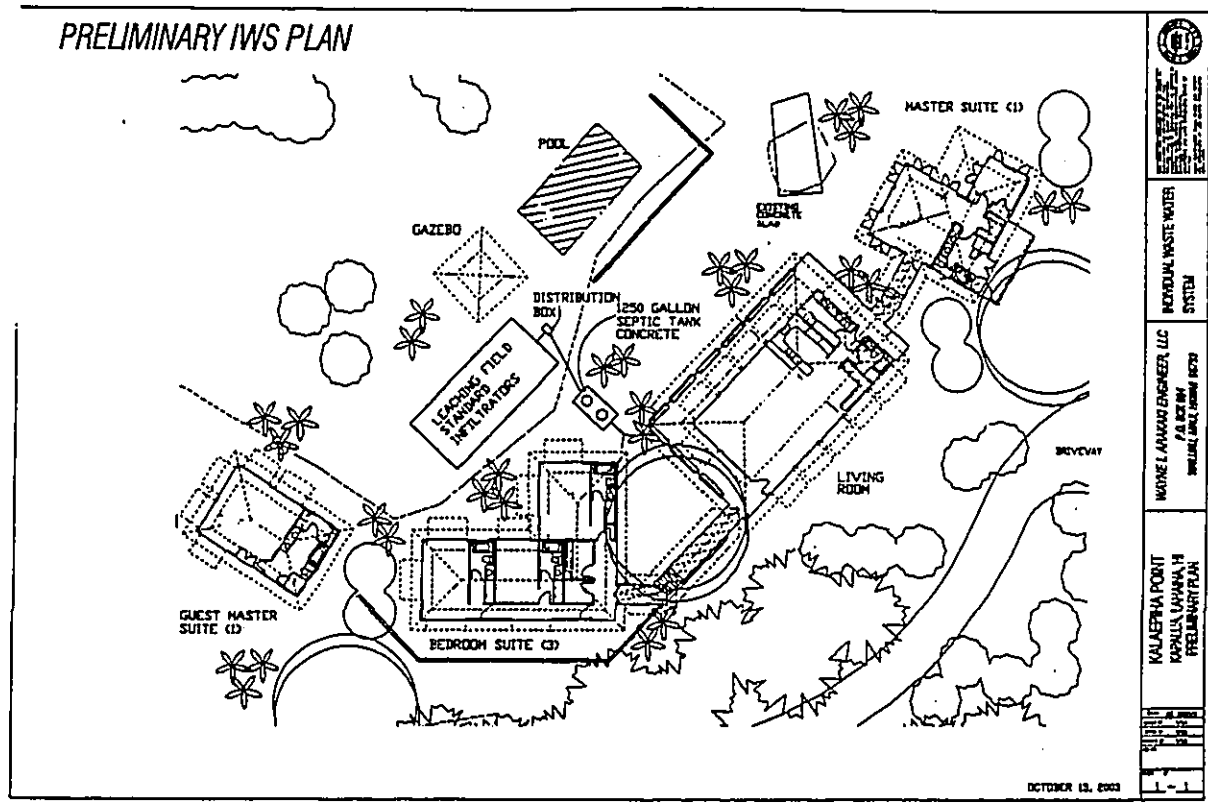 PRELIMINARY IWS PLAN
MASTER SUITE (1)
POOL
EXISTING
CONCRETE
SLAB
GAZEBO
DISTRIBUTION
BOX
1250 GALLON
SEPTIC TANK
CONCRETE
LEACHING FIELD
STANDARD
INFILTRATORS
DRIVEWAY
LIVING
ROOM
GUEST MASTER
SUITE (1)
BEDROOM SUITE (3)
OCTOBER 13, 2003
INDIVIDUAL WASTE WATER
SYSTEM
ENGINEER, LLC
P.O. BOX
KALAEPIHA POINT
KAPALUA, LAHAINA, HI
PRELIMINARY PLAN
1 - 1